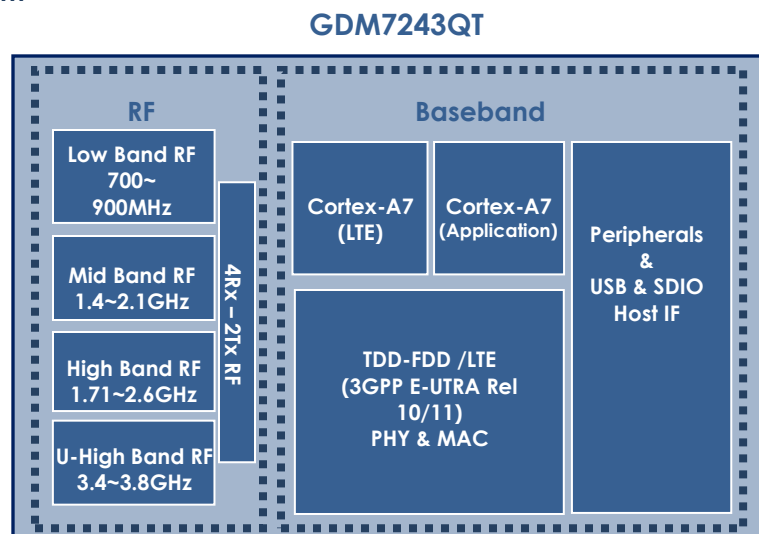 GDM7243QT
RF
Low Band RF
700~
900MHz
Mid Band RF
1.4~2.1GHz
High Band RF
1.71~2.6GHz
U-High Band RF
3.4~3.8GHz
4Rx – 2Tx RF
Baseband
Cortex-A7
(LTE)
Cortex-A7
(Application)
TDD-FDD /LTE
(3GPP E-UTRA Rel
10/11)
PHY & MAC
Peripherals
&
USB & SDIO
Host IF